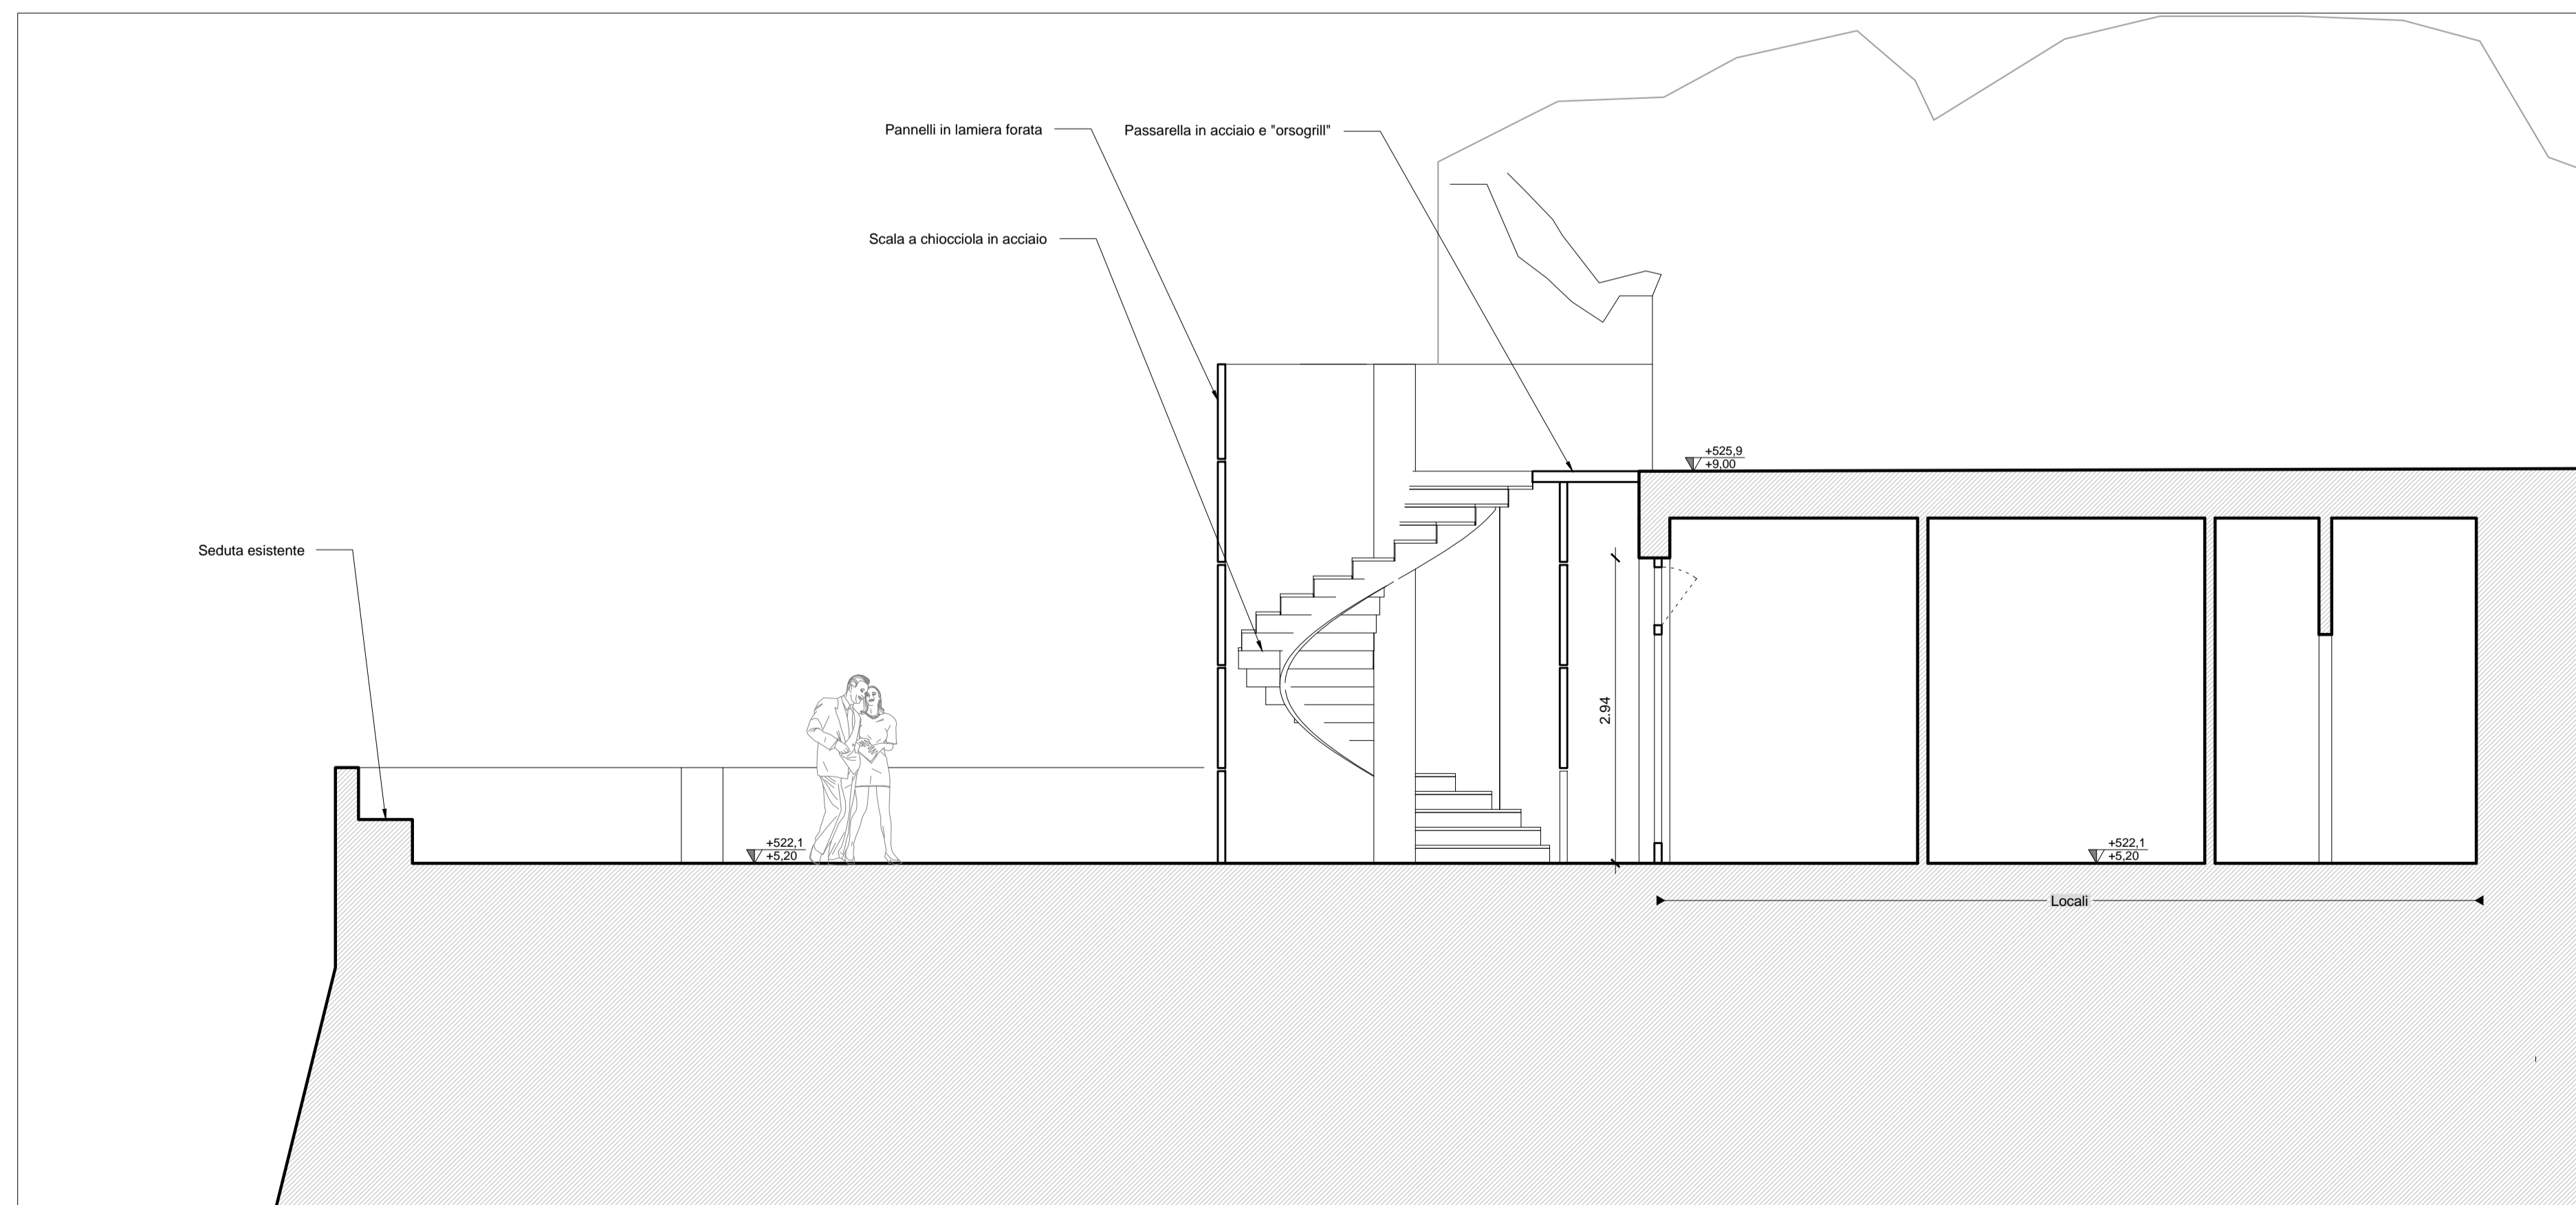 Pannelli in lamiera forata
Passarella in acciaio e "orsogrill"
Scala a chiocciola in acciaio
+525,9
+9,00
Seduta esistente
2.94
+522,1
+5,20
+522,1
+5,20
Locali